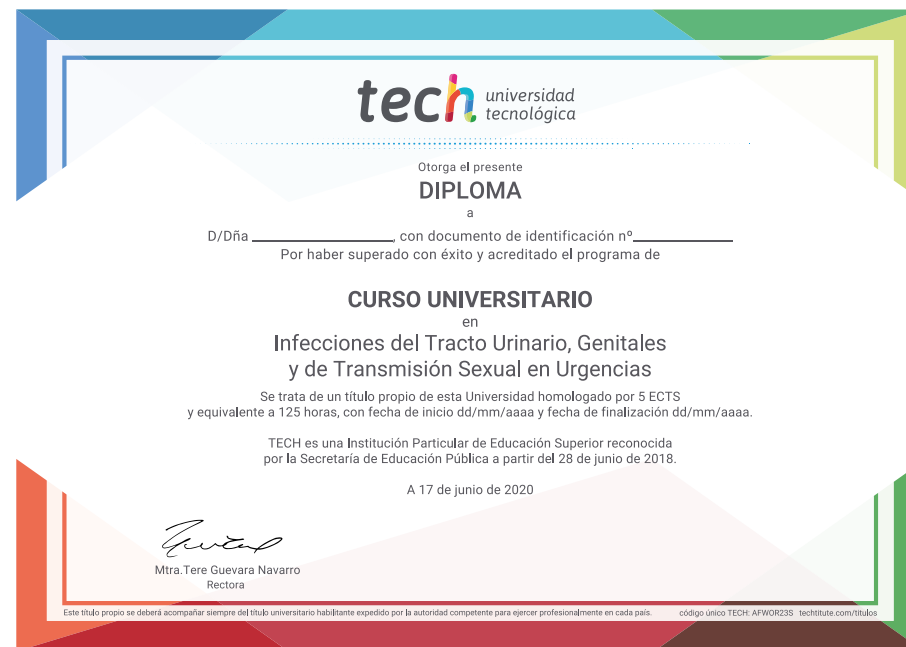 tech universidad
tecnológica
Otorga el presente
DIPLOMA
a
D/Dña ____________________, con documento de identificación nº______________
Por haber superado con éxito y acreditado el programa de
CURSO UNIVERSITARIO
en
Infecciones del Tracto Urinario, Genitales
y de Transmisión Sexual en Urgencias
Se trata de un título propio de esta Universidad homologado por 5 ECTS
y equivalente a 125 horas, con fecha de inicio dd/mm/aaaa y fecha de finalización dd/mm/aaaa.
TECH es una Institución Particular de Educación Superior reconocida
por la Secretaría de Educación Pública a partir del 28 de junio de 2018.
A 17 de junio de 2020
Mtra.Tere Guevara Navarro
Rectora
Este título propio se deberá acompañar siempre del título universitario habilitante expedido por la autoridad competente para ejercer profesionalmente en cada país. código único TECH: AFWOR23S techtitute.com/titulos